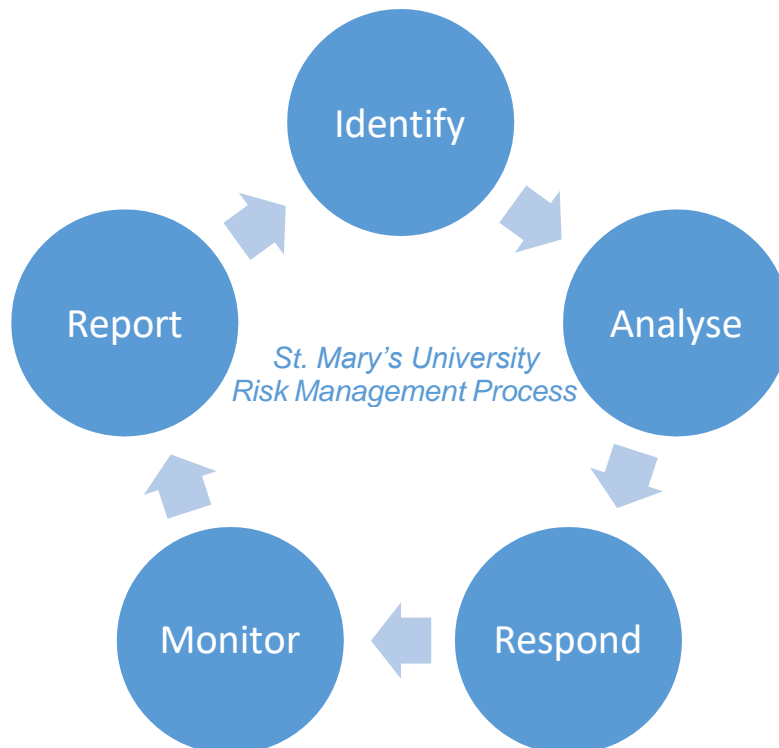 Identify
Analyse
Respond
Monitor
Report
St. Mary’s University
Risk Management Process